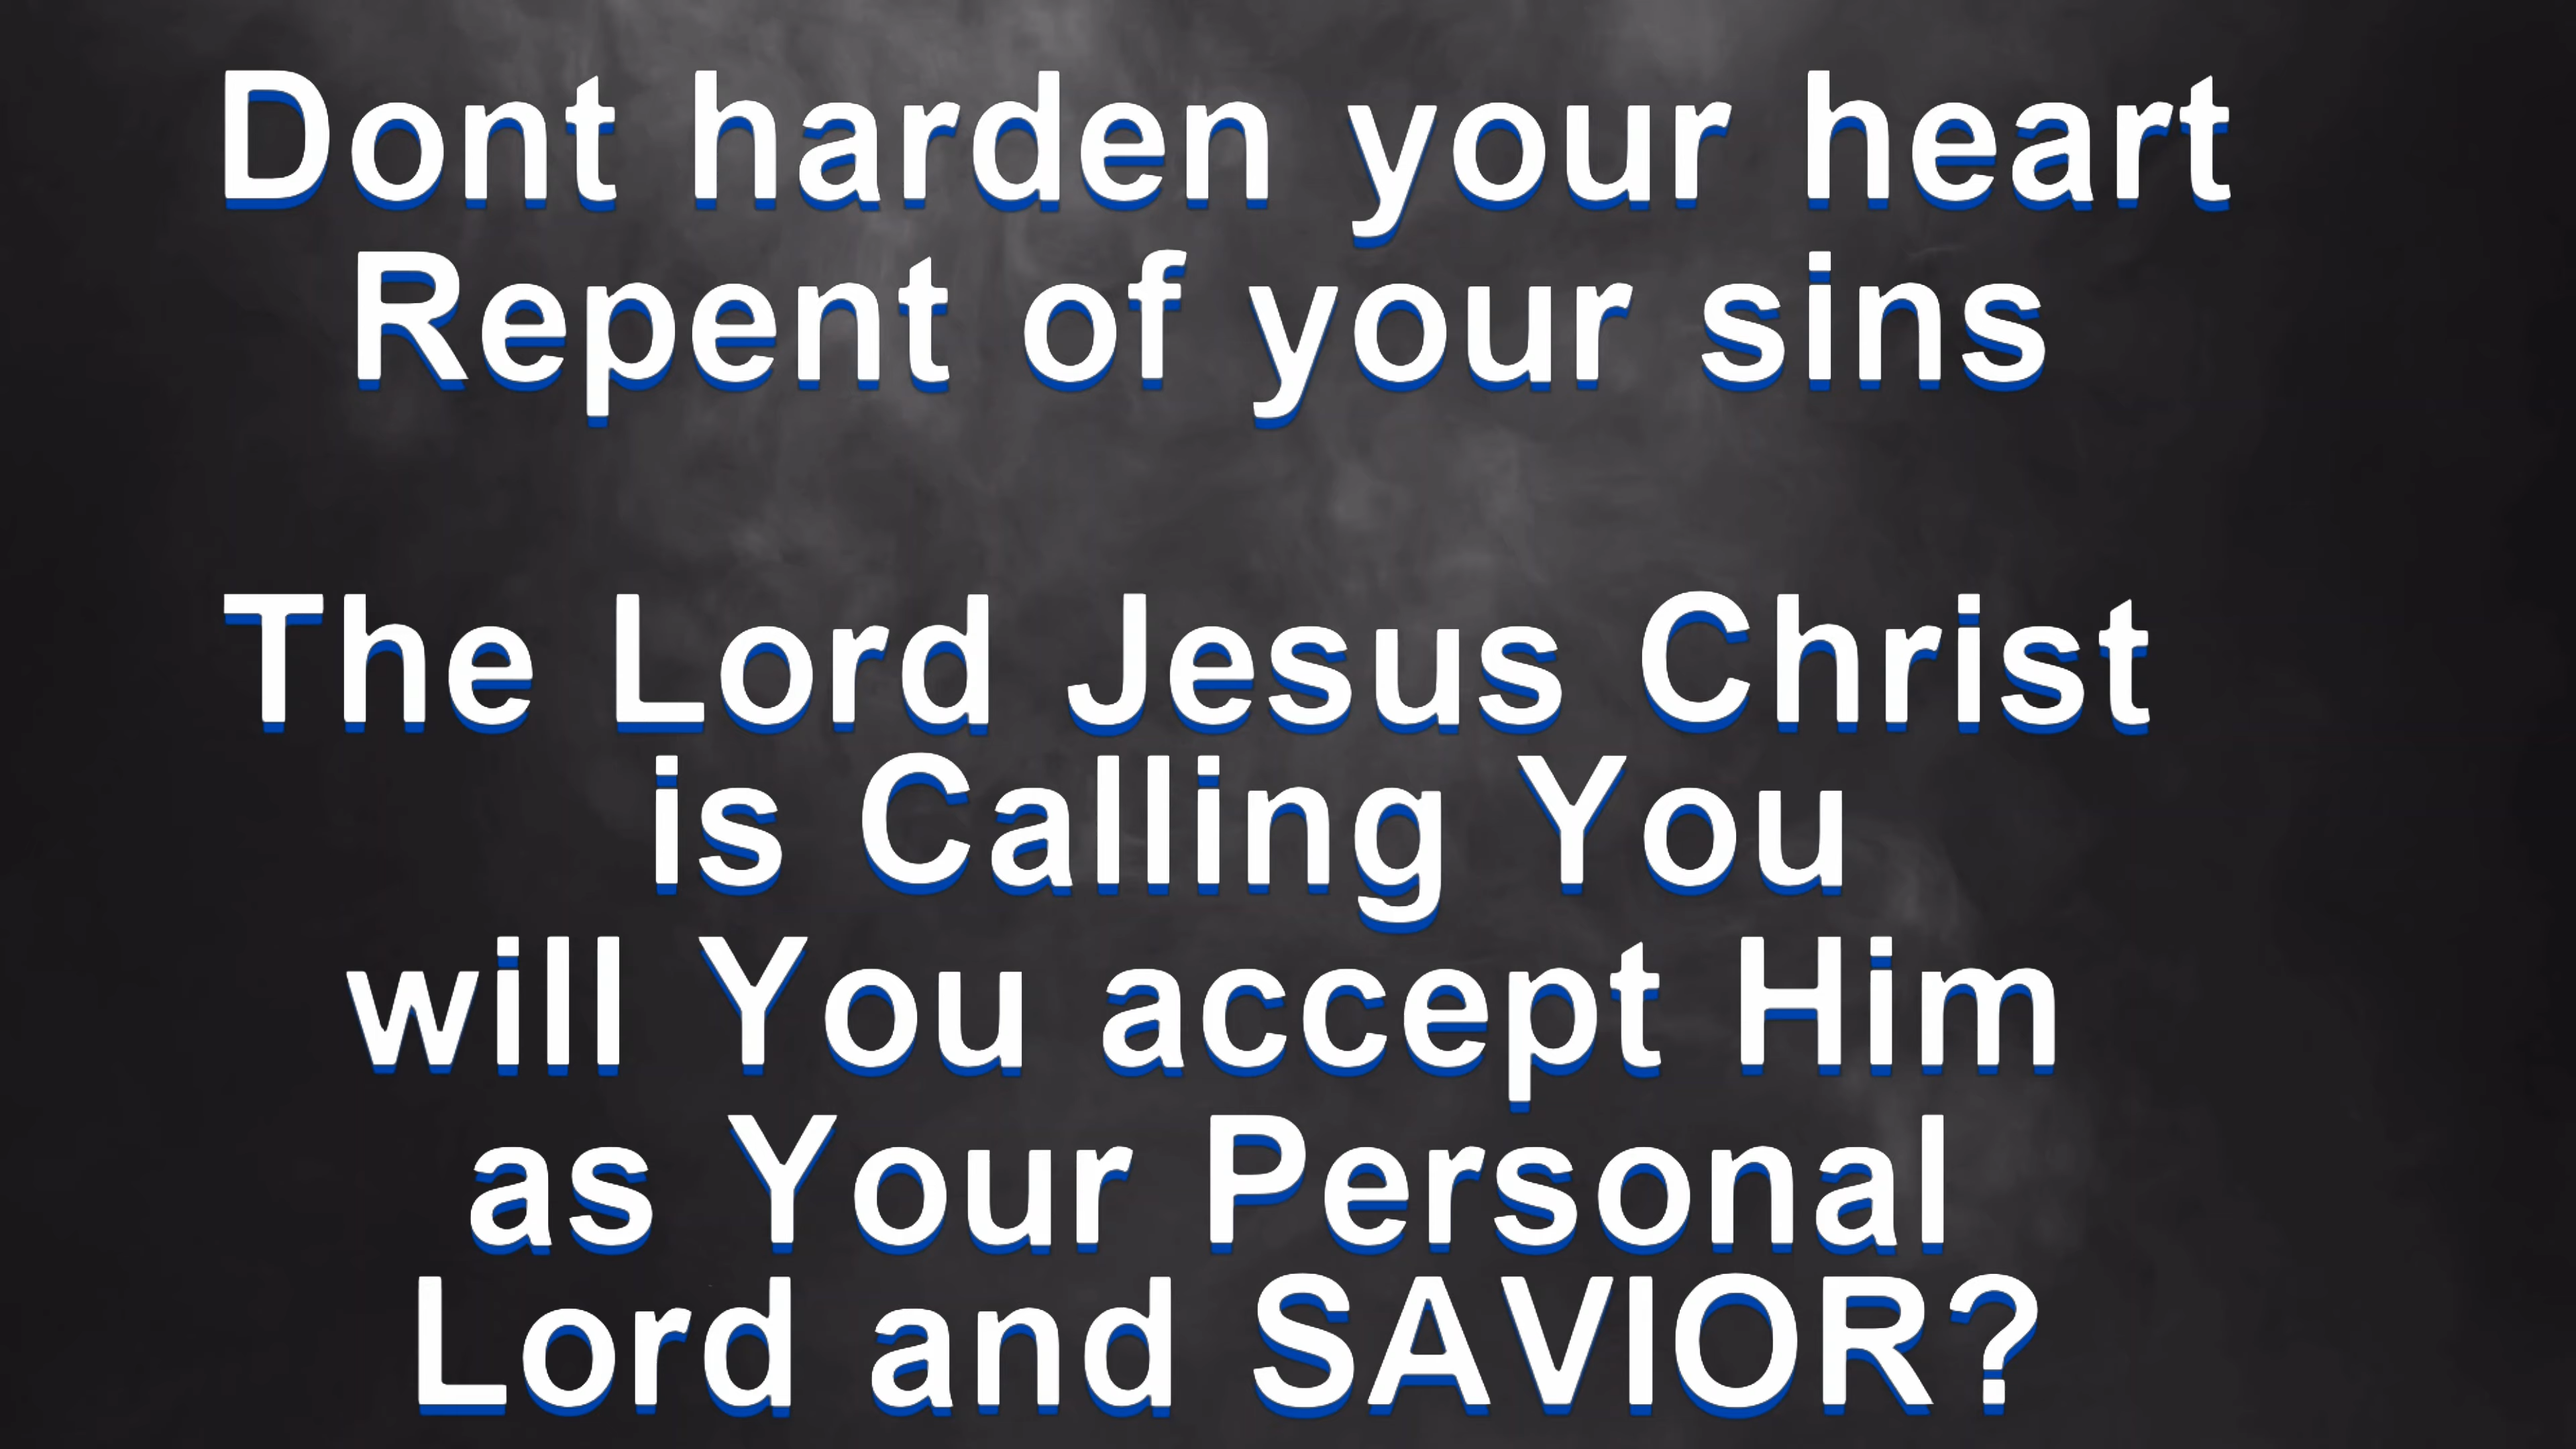 Dont harden your heart
Repent of your sins
The Lord Jesus Christ
is Calling You
will You accept Him
as Your Personal
Lord and SAVIOR?